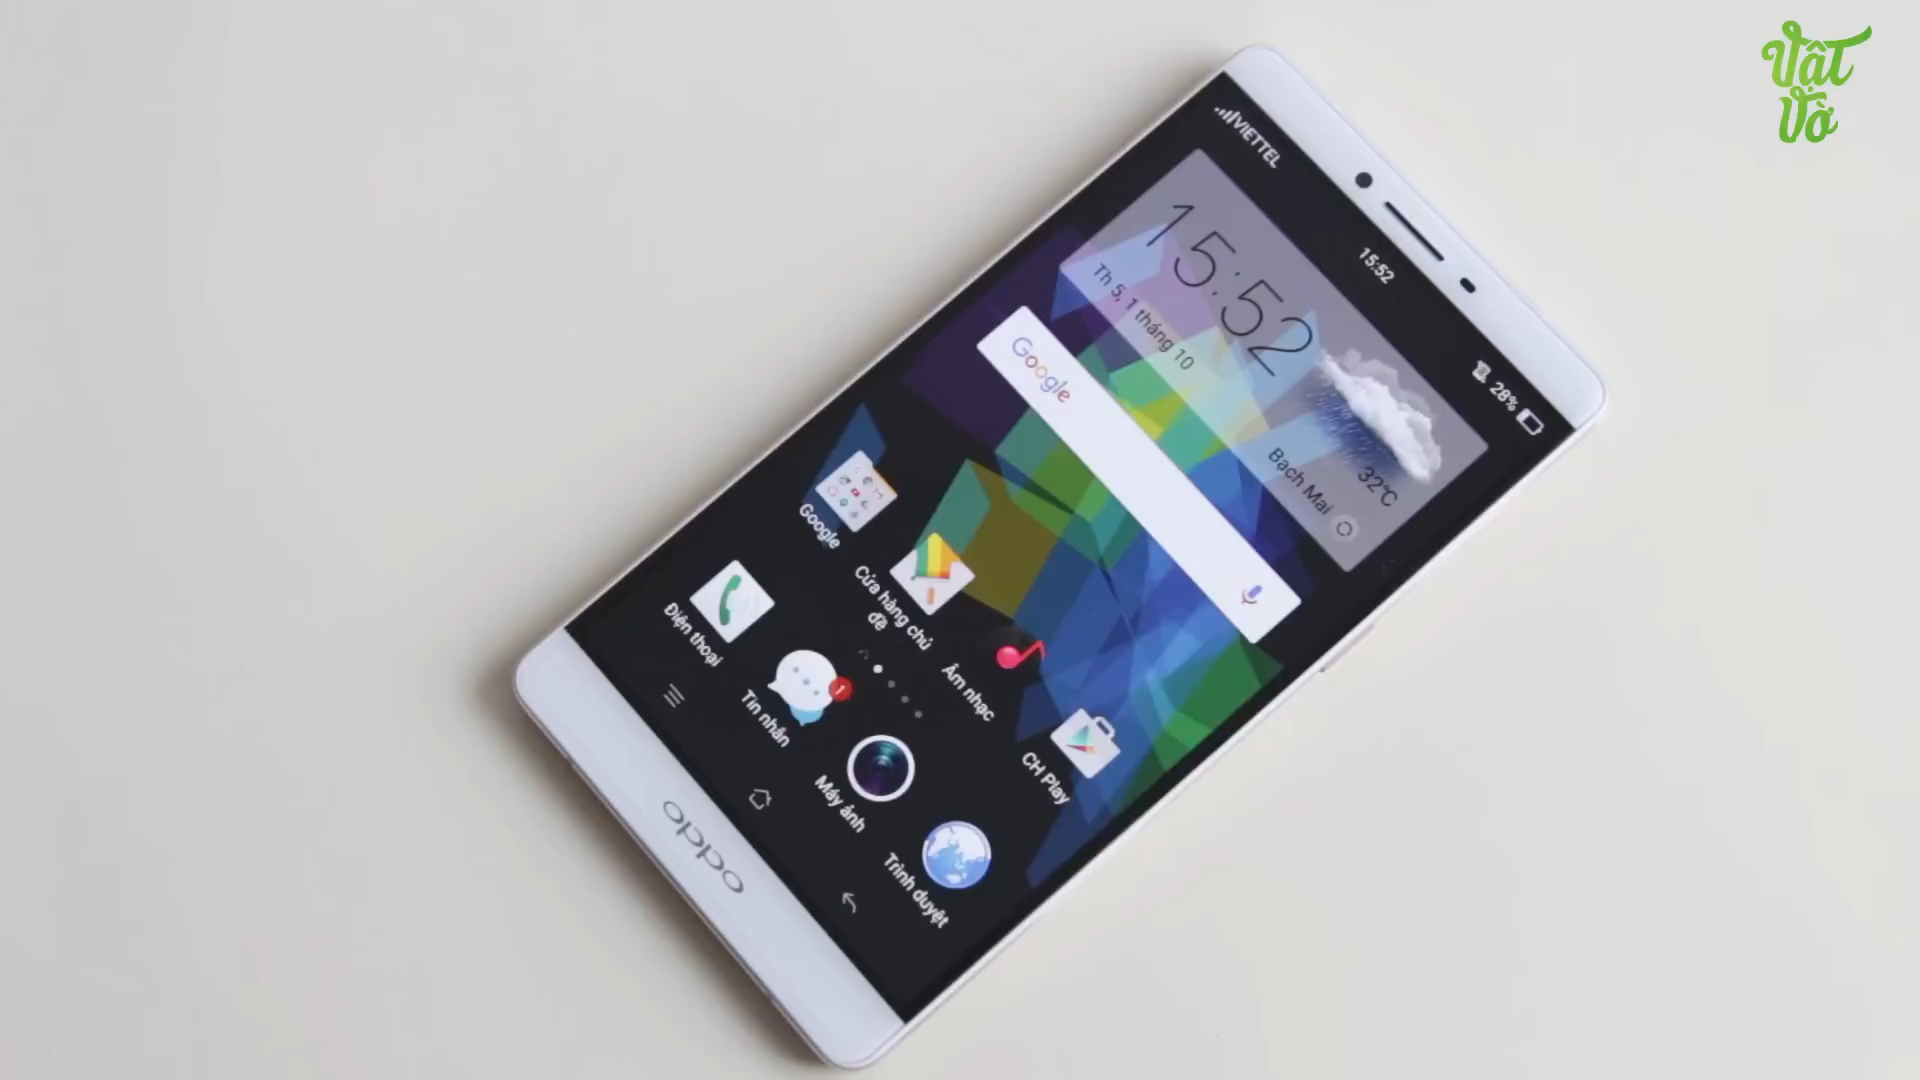 Vật
Vờ
VIETTEL
15:52
28%
15:52
Th 5, 1 tháng 10
32°C
Bạch Mai
Google
Google
Cửa hàng chủ
đề
Âm nhạc
CH Play
Điện thoại
Tin nhắn
1
Máy ảnh
Trình duyệt
oppo